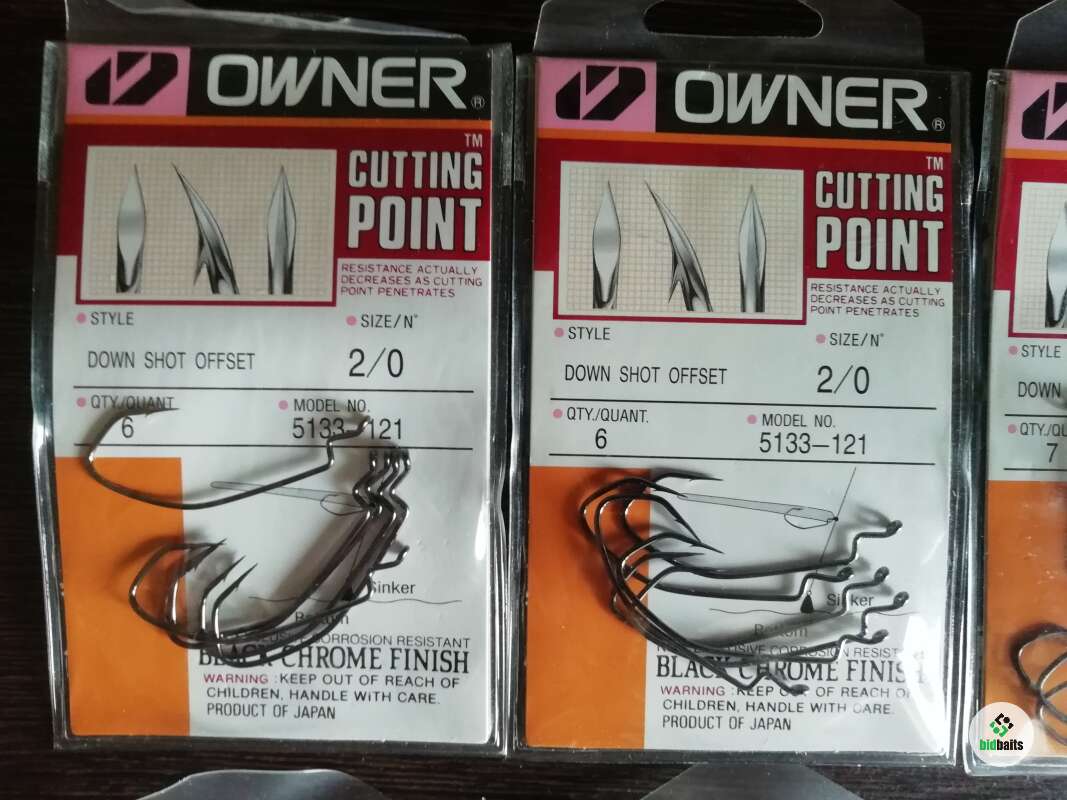 OWNER®
CUTTING™
POINT
RESISTANCE ACTUALLY
DECREASES AS CUTTING
POINT PENETRATES
STYLE
SIZE/N°
DOWN SHOT OFFSET
2/0
QTY./QUANT
MODEL NO.
6
5133-121
Sinker
CORROSION RESISTANT
BLACK CHROME FINISH
WARNING :KEEP OUT OF REACH OF
CHILDREN, HANDLE WITH CARE.
PRODUCT OF JAPAN
OWNER®
CUTTING™
POINT
RESISTANCE ACTUALLY
DECREASES AS CUTTING
POINT PENETRATES
STYLE
SIZE/N°
DOWN SHOT OFFSET
2/0
QTY./QUANT.
MODEL NO.
6
5133-121
Sinker
Bottom
BLACK CHROME FINISH
WARNING :KEEP OUT OF REACH OF
CHILDREN, HANDLE WITH CARE.
PRODUCT OF JAPAN
STYLE
DOWN
7
bidbaits